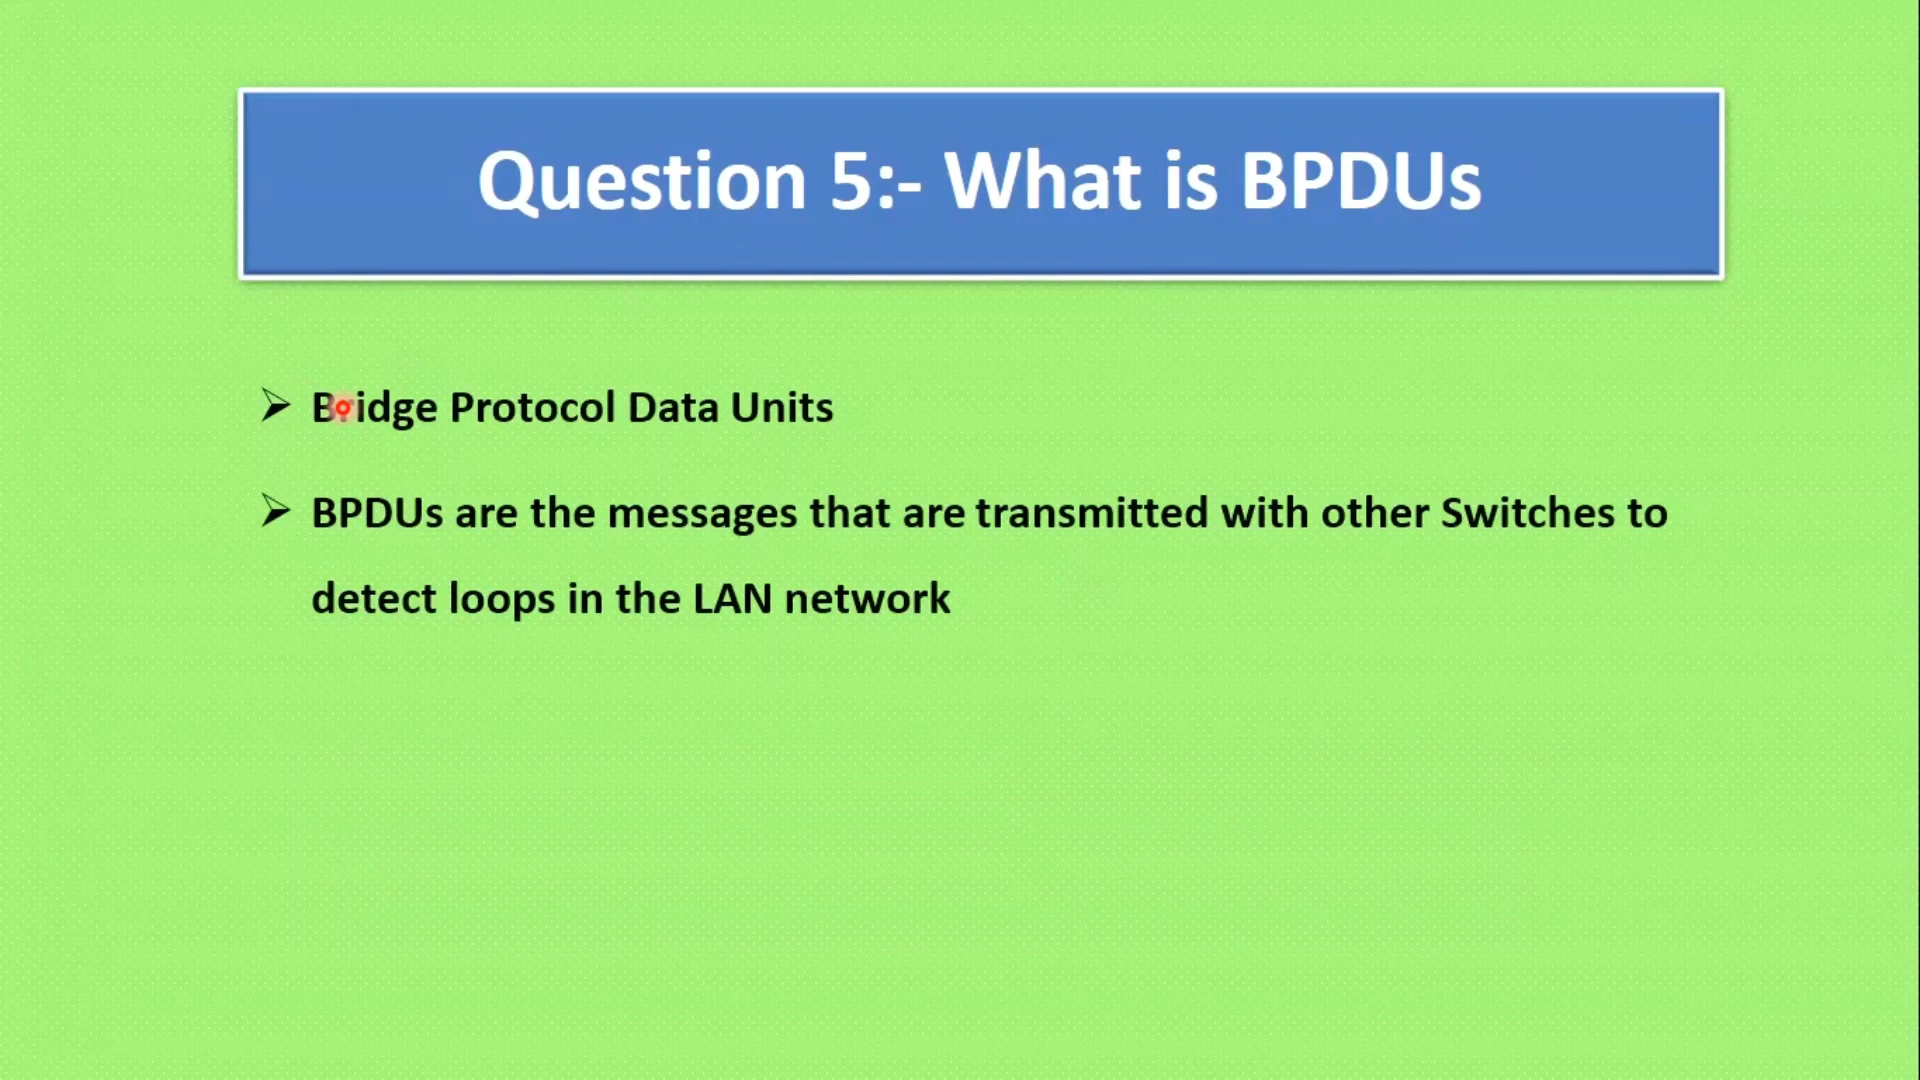 Question 5:- What is BPDUs
Bridge Protocol Data Units
BPDUs are the messages that are transmitted with other Switches to
detect loops in the LAN network